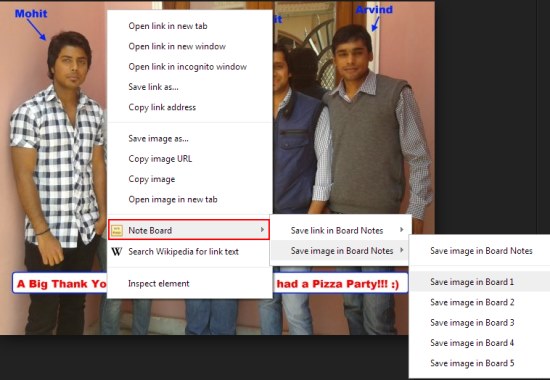 Mohit
it
Arvind
Open link in new tab
Open link in new window
Open link in incognito window
Save link as...
Copy link address
Save image as...
Copy image URL
Copy image
Open image in new tab
Note Board
Save link in Board Notes
W Search Wikipedia for link text
Save image in Board Notes
Save image in Board Notes
Inspect element
A Big Thank Yo
had a Pizza Party!!! :)
Save image in Board 1
Save image in Board 2
Save image in Board 3
Save image in Board 4
Save image in Board 5